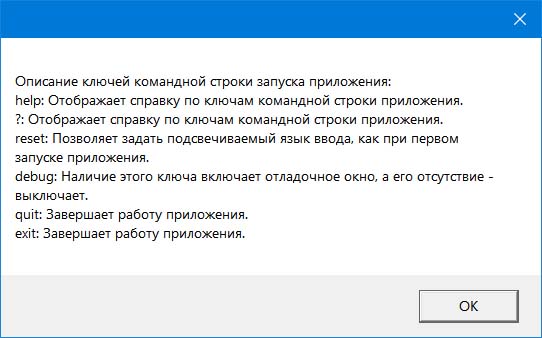 Описание ключей командной строки запуска приложения:
help: Отображает справку по ключам командной строки приложения.
?: Отображает справку по ключам командной строки приложения.
reset: Позволяет задать подсвечиваемый язык ввода, как при первом
запуске приложения.
debug: Наличие этого ключа включает отладочное окно, а его отсутствие -
выключает.
quit: Завершает работу приложения.
exit: Завершает работу приложения.
OK